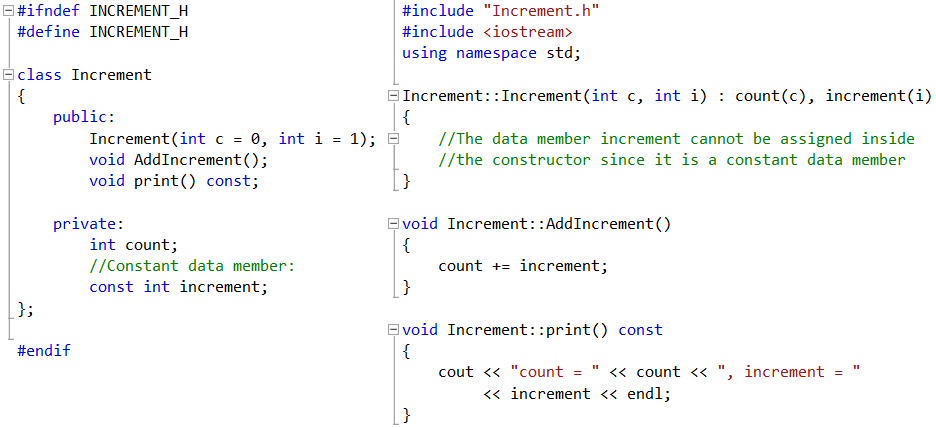 #ifndef INCREMENT_H
#define INCREMENT_H
class Increment
{
public:
Increment(int c = 0, int i = 1);
void AddIncrement();
void print() const;
private:
int count;
//Constant data member:
const int increment;
};
#endif
#include "Increment.h"
#include <iostream>
using namespace std;
Increment::Increment(int c, int i) : count(c), increment(i)
{
//The data member increment cannot be assigned inside
//the constructor since it is a constant data member
}
void Increment::AddIncrement()
{
count += increment;
}
void Increment::print() const
{
cout << "count = " << count << ", increment = "
<< increment << endl;
}